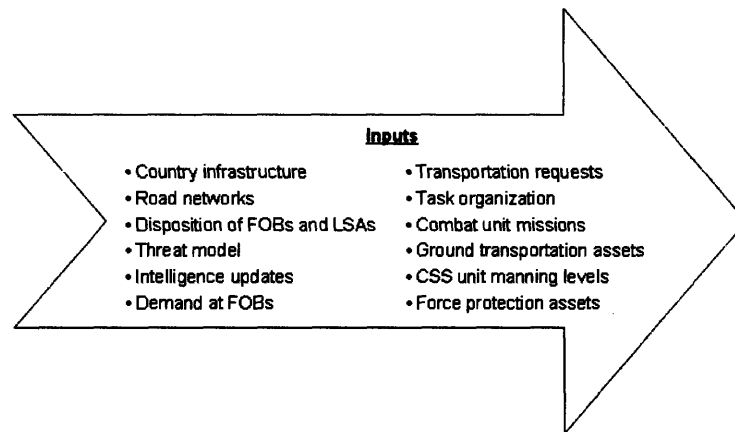 Inputs
• Country infrastructure
• Road networks
• Disposition of FOBs and LSAs
• Threat model
• Intelligence updates
• Demand at FOBs
• Transportation requests
• Task organization
• Combat unit missions
• Ground transportation assets
• CSS unit manning levels
• Force protection assets